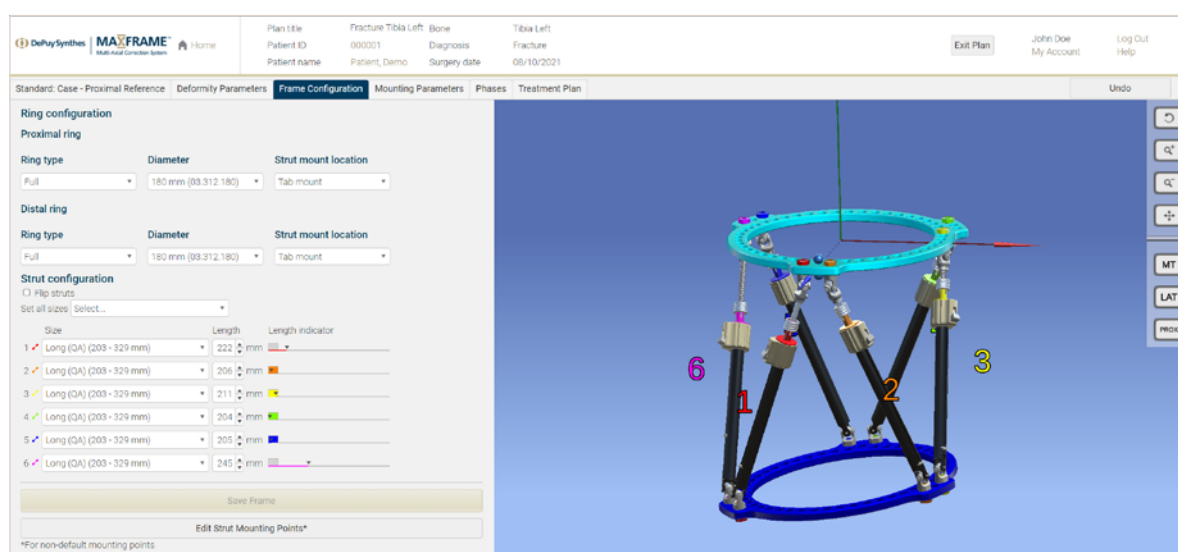 Plan title Fracture Tibia Left Bone Tibia Left
DePuySynthes MAXFRAME™ Home Patient ID 000001 Diagnosis Fracture Exit Plan John Doe Log Out
Multi-Axial Correction System My Account Help
Patient name Patient, Demo Surgery date 08/10/2021
Standard: Case - Proximal Reference Deformity Parameters Frame Configuration Mounting Parameters Phases Treatment Plan Undo
Ring configuration
Proximal ring
Ring type Diameter Strut mount location
Full 180 mm (03.312.180) Tab mount
Distal ring
Ring type Diameter Strut mount location
Full 180 mm (03.312.180) Tab mount
Strut configuration
Flip struts
Set all sizes Select...
Size Length Length indicator
1 Long (QA) (203 - 329 mm) 222 mm
2 Long (QA) (203 - 329 mm) 206 mm
3 Long (QA) (203 - 329 mm) 211 mm
4 Long (QA) (203 - 329 mm) 204 mm
5 Long (QA) (203 - 329 mm) 205 mm
6 Long (QA) (203 - 329 mm) 245 mm
Save Frame
Edit Strut Mounting Points*
*For non-default mounting points
6
1
2
3
MT
LAT
PROX